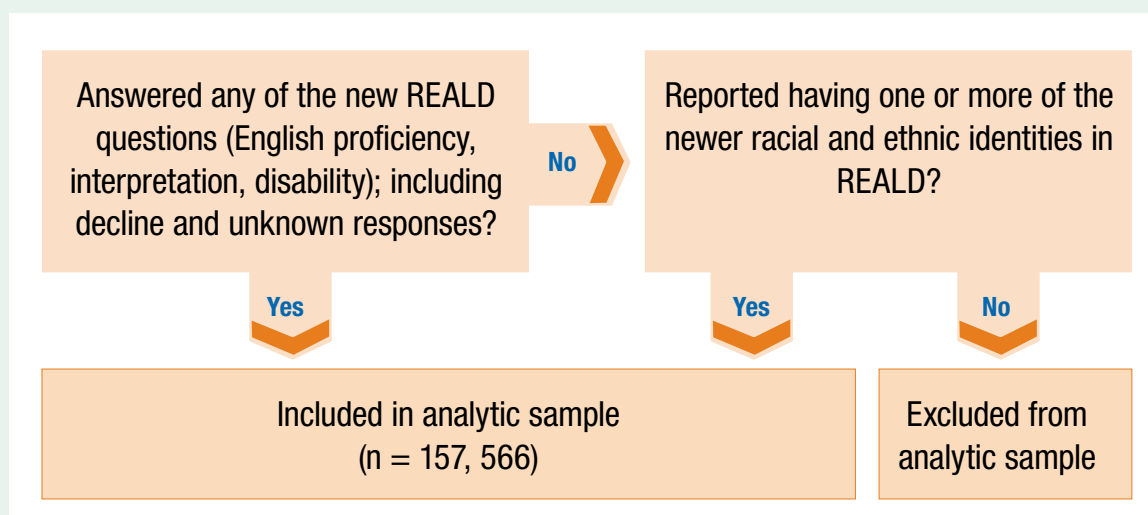 Answered any of the new REALD
questions (English proficiency,
interpretation, disability); including
decline and unknown responses?
No
Reported having one or more of the
newer racial and ethnic identities in
REALD?
Yes
Yes
No
Included in analytic sample
(n = 157, 566)
Excluded from
analytic sample